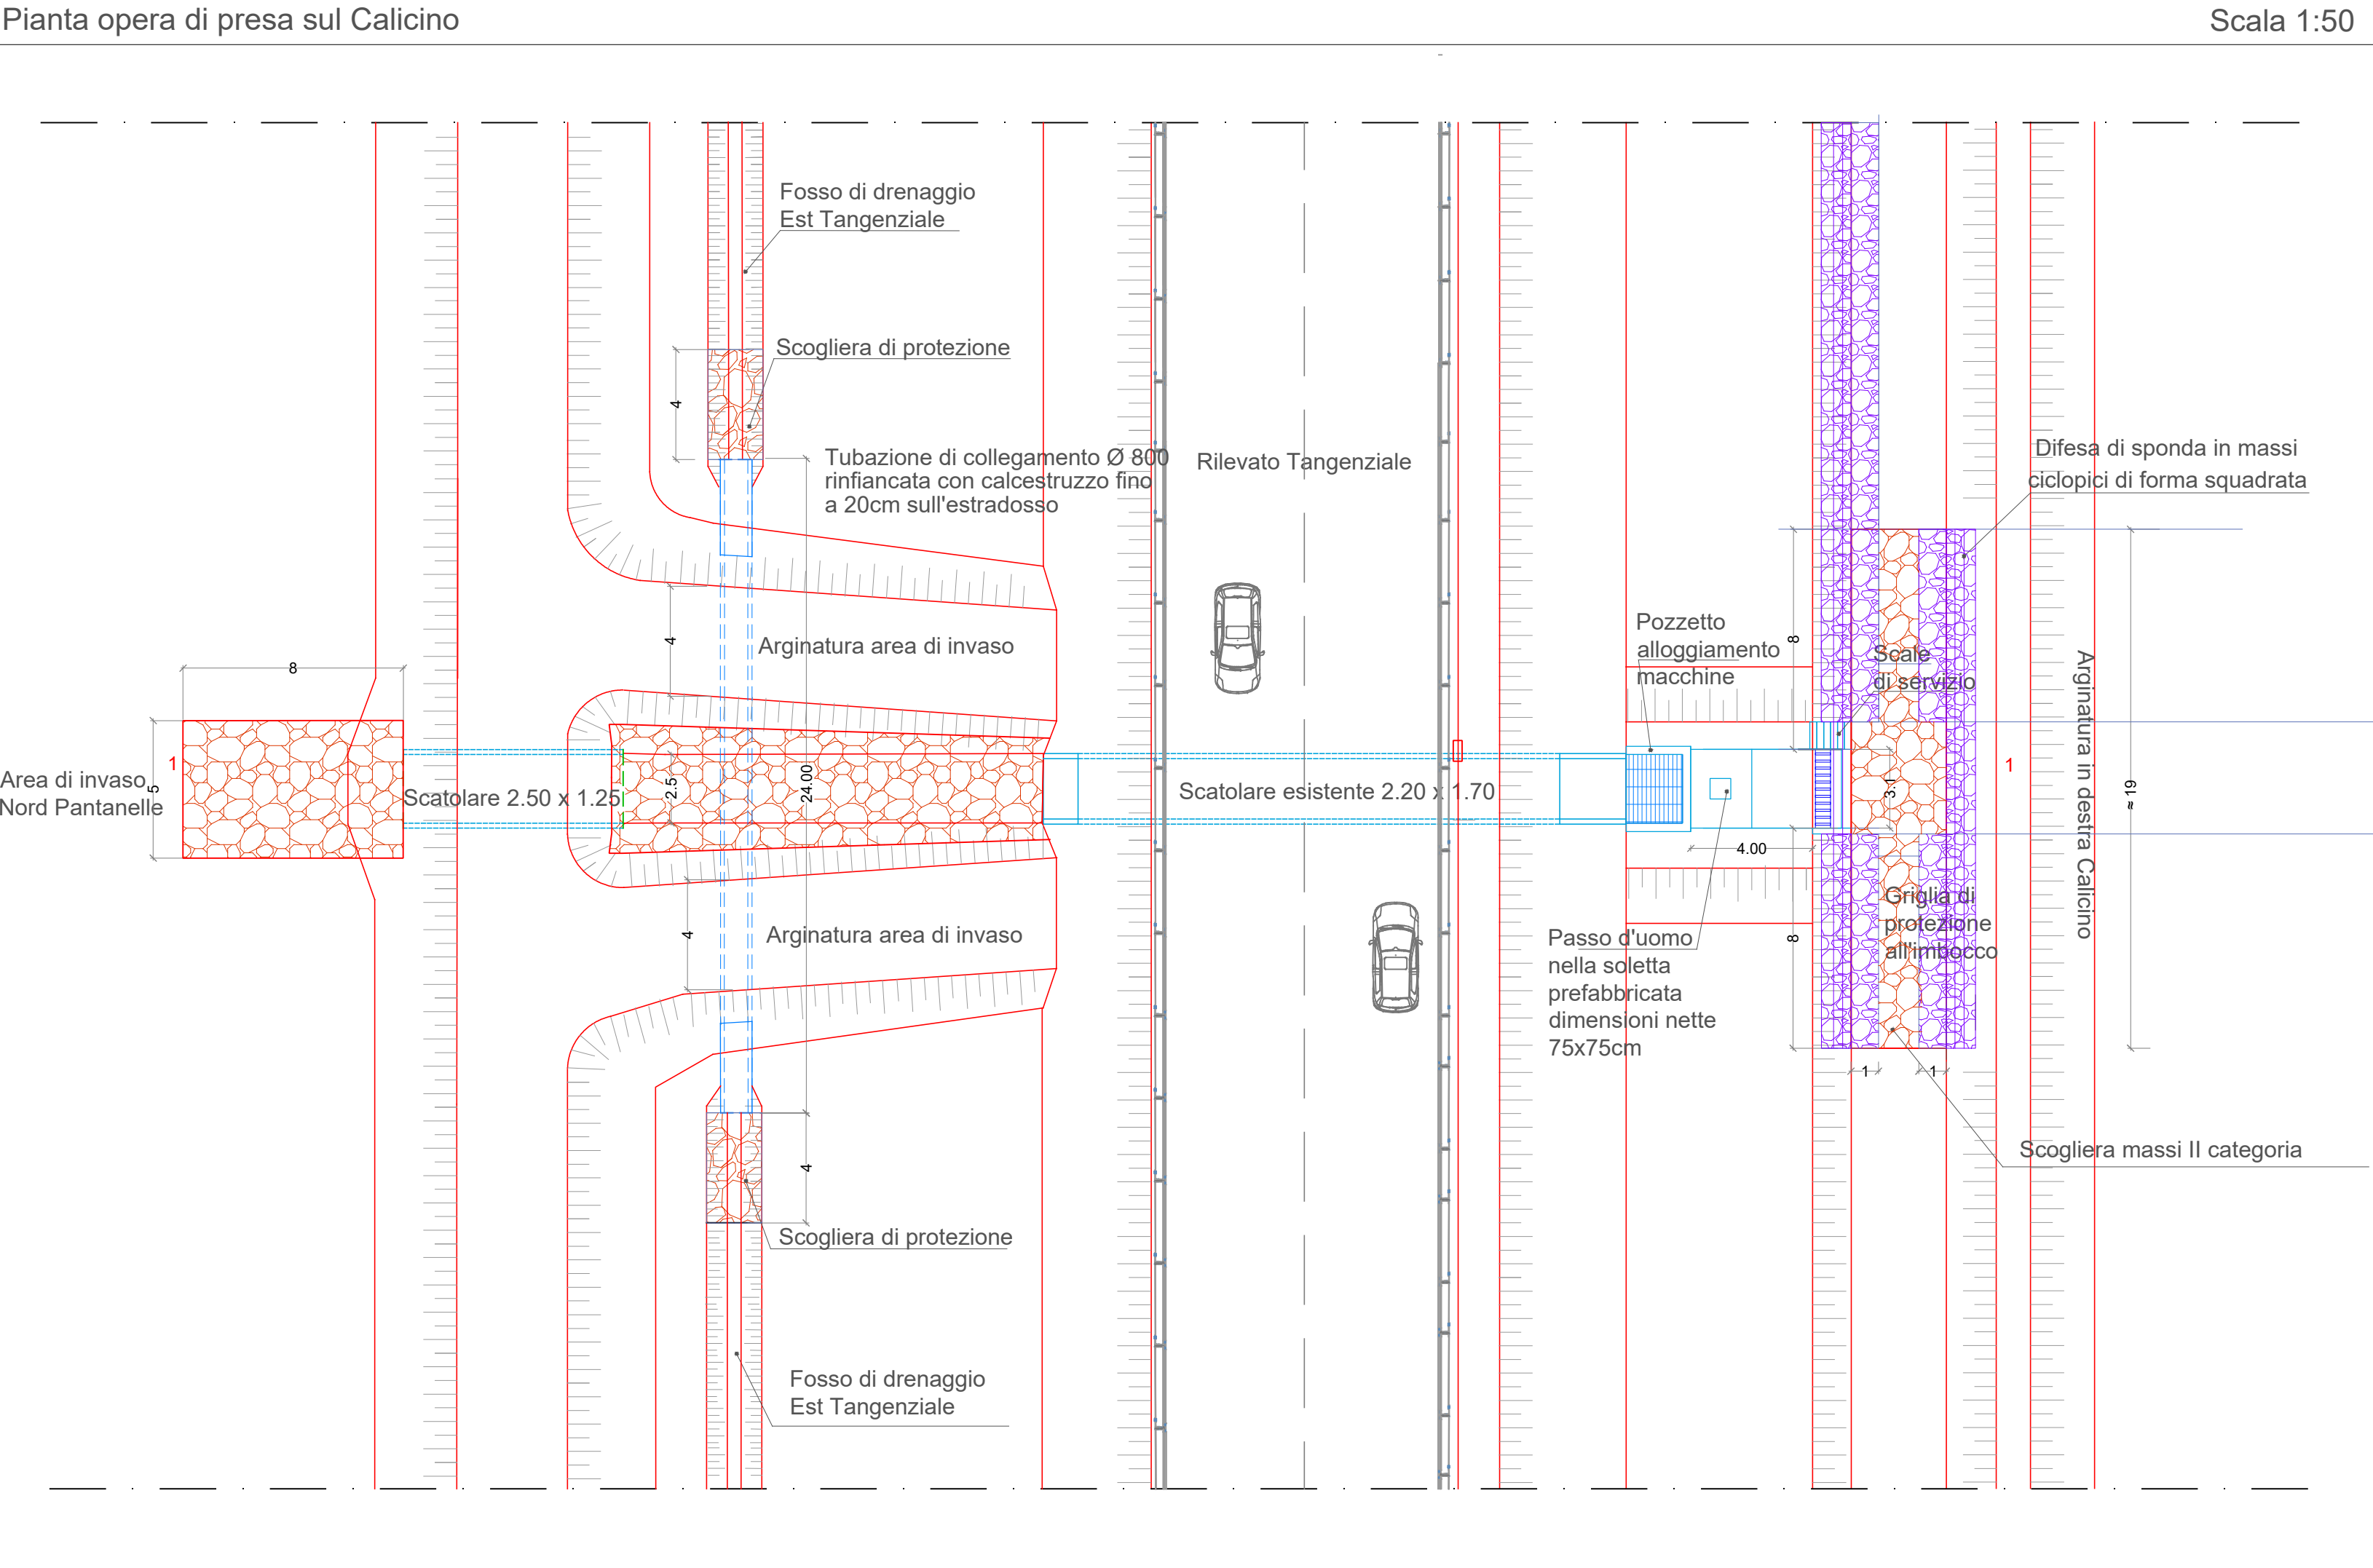 Pianta opera di presa sul Calicino
Scala 1:50
Fosso di drenaggio
Est Tangenziale
Scogliera di protezione
4
Tubazione di collegamento Ø 800
rinfiancata con calcestruzzo fino
a 20cm sull'estradosso
Rilevato Tangenziale
Difesa di sponda in massi
ciclopici di forma squadrata
Pozzetto
alloggiamento
macchine
8
Scale
di servizio
4
Arginatura area di invaso
8
Arginatura in destra Calicino
1
1
Area di invaso
Nord Pantanelle
5
Scatolare 2.50 x 1.25
2.5
24.00
Scatolare esistente 2.20 x 1.70
3.1
≈19
4.00
Griglia di
protezione
all'imbocco
4
Arginatura area di invaso
Passo d'uomo
nella soletta
prefabbricata
dimensioni nette
75x75cm
8
1
1
Scogliera massi II categoria
4
Scogliera di protezione
Fosso di drenaggio
Est Tangenziale